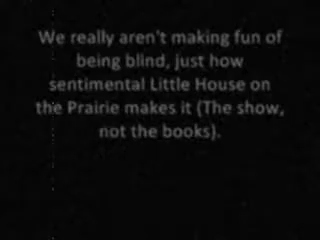 We really aren't making fun of
being blind, just how
sentimental Little House on
the Prairie makes it (The show,
not the books).